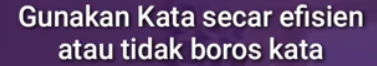 Gunakan Kata secar efisien
atau tidak boros kata